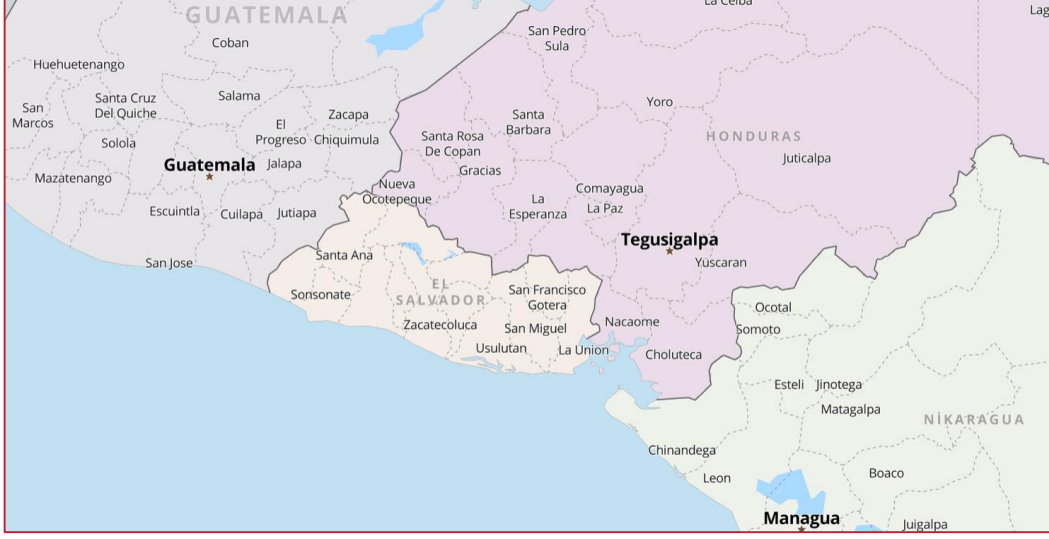 La Ceiba
Lag
GUATEMALA
San Pedro
Sula
Coban
Huehuetenango
Santa Cruz
Del Quiche
Salama
San
Marcos
Zacapa
Yoro
Santa
Barbara
El
Progreso
Chiquimula
Santa Rosa
De Copan
HONDURAS
Solola
Guatemala
Jalapa
Juticalpa
Gracias
Mazatenango
Nueva
Ocotepeque
Comayagua
La
Esperanza
La Paz
Escuintla
Cuilapa
Jutiapa
Tegusigalpa
San Jose
Santa Ana
Yuscaran
EL
SALVADOR
Sonsonate
San Francisco
Gotera
Ocotal
Zacatecoluca
San Miguel
Nacaome
Somoto
Usulutan
La Union
Choluteca
Esteli
Jinotega
Matagalpa
NİKARAGUA
Chinandega
Leon
Boaco
Managua
Juigalpa